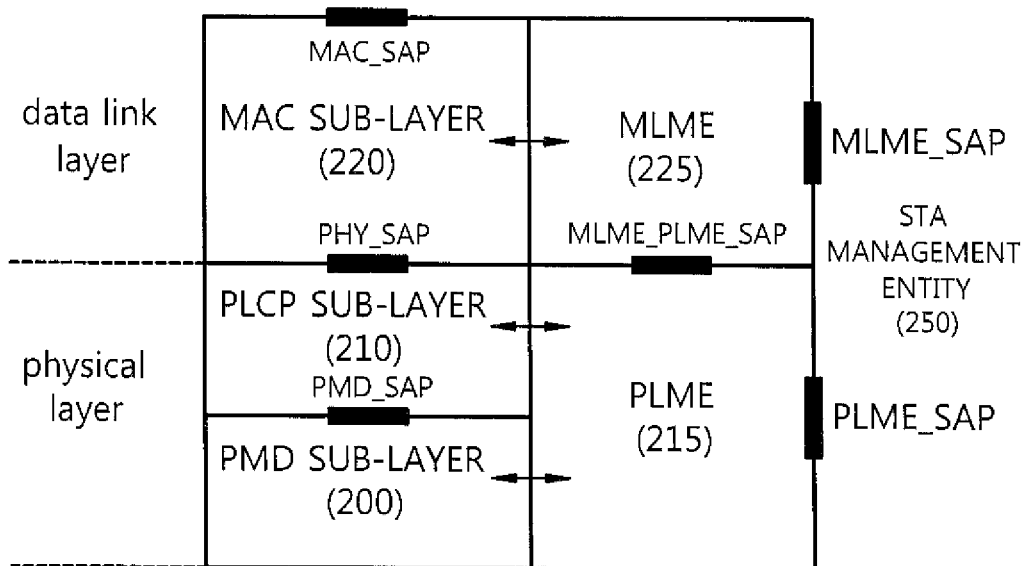 MAC_SAP
data link
layer
MAC SUB-LAYER
(220)
MLME
(225)
MLME_SAP
PHY_SAP
MLME_PLME_SAP
STA
MANAGEMENT
ENTITY
(250)
physical
layer
PLCP SUB-LAYER
(210)
PMD_SAP
PLME
(215)
PLME_SAP
PMD SUB-LAYER
(200)